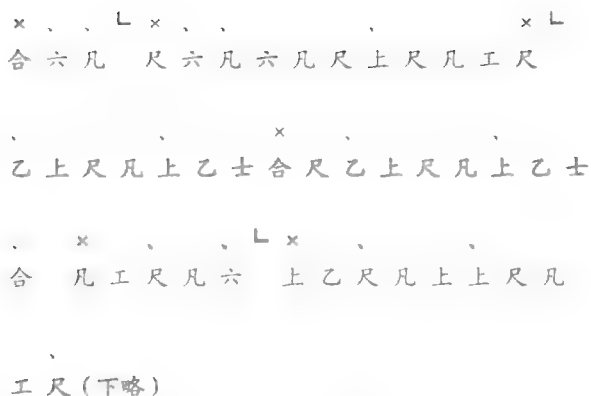 × 、 、 ㄴ × 、 、 、 × ㄴ
合 六 凡 尺 六 凡 六 凡 尺 上 尺 凡 工 尺
、 、 × 、 、
乙 上 尺 凡 上 乙 士 合 尺 乙 上 尺 凡 上 乙 士
、 × 、 、 ㄴ × 、 、
合 凡 工 尺 凡 六 上 乙 尺 凡 上 上 尺 凡
、
工 尺 (下略)